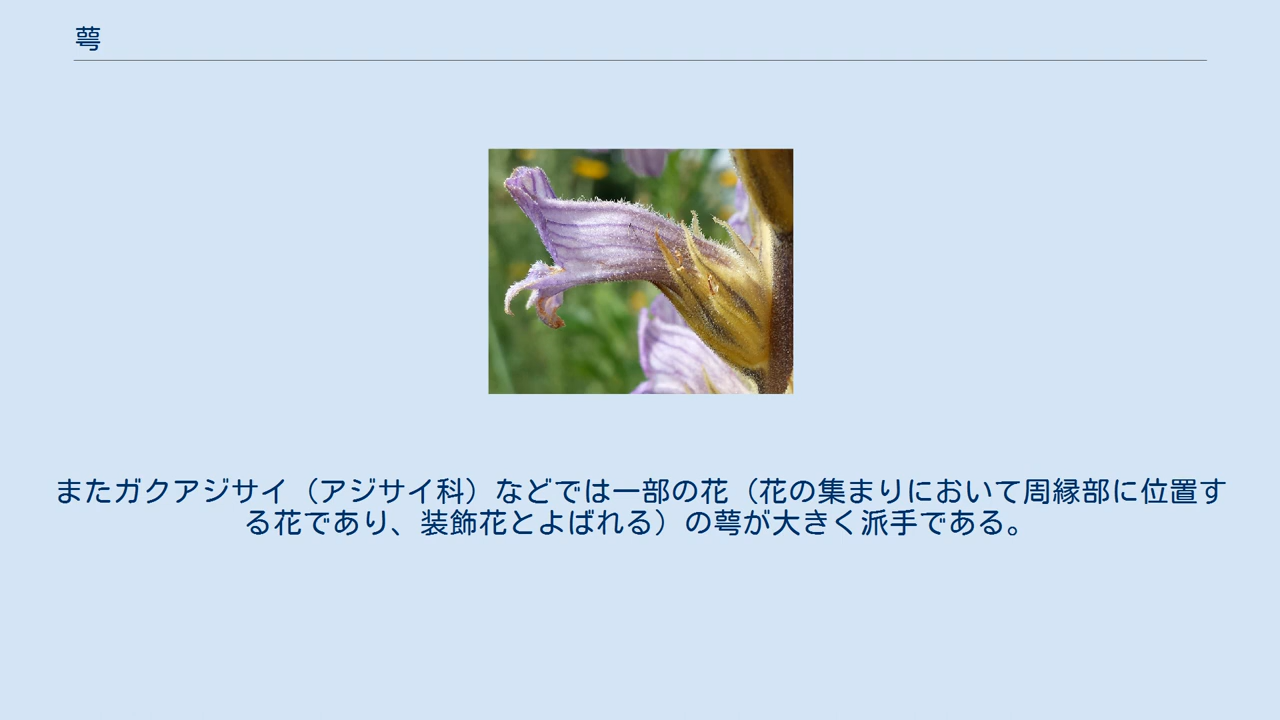 萼
またガクアジサイ（アジサイ科）などでは一部の花（花の集まりにおいて周縁部に位置す
る花であり、装飾花とよばれる）の萼が大きく派手である。